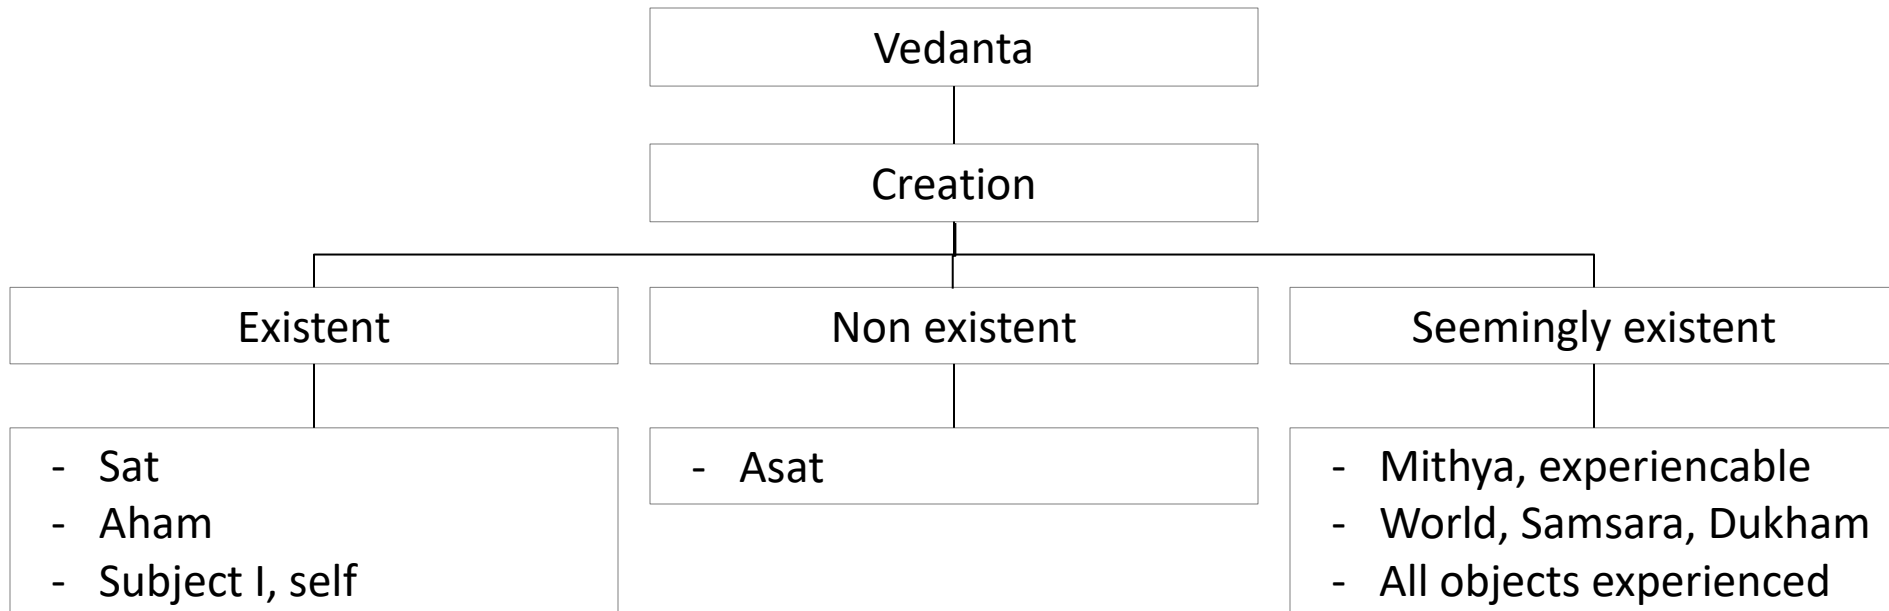 Vedanta
Creation
Existent
Non existent
Seemingly existent
- Sat
- Aham
- Subject I, self
- Asat
- Mithya, experiencable
- World, Samsara, Dukham
- All objects experienced